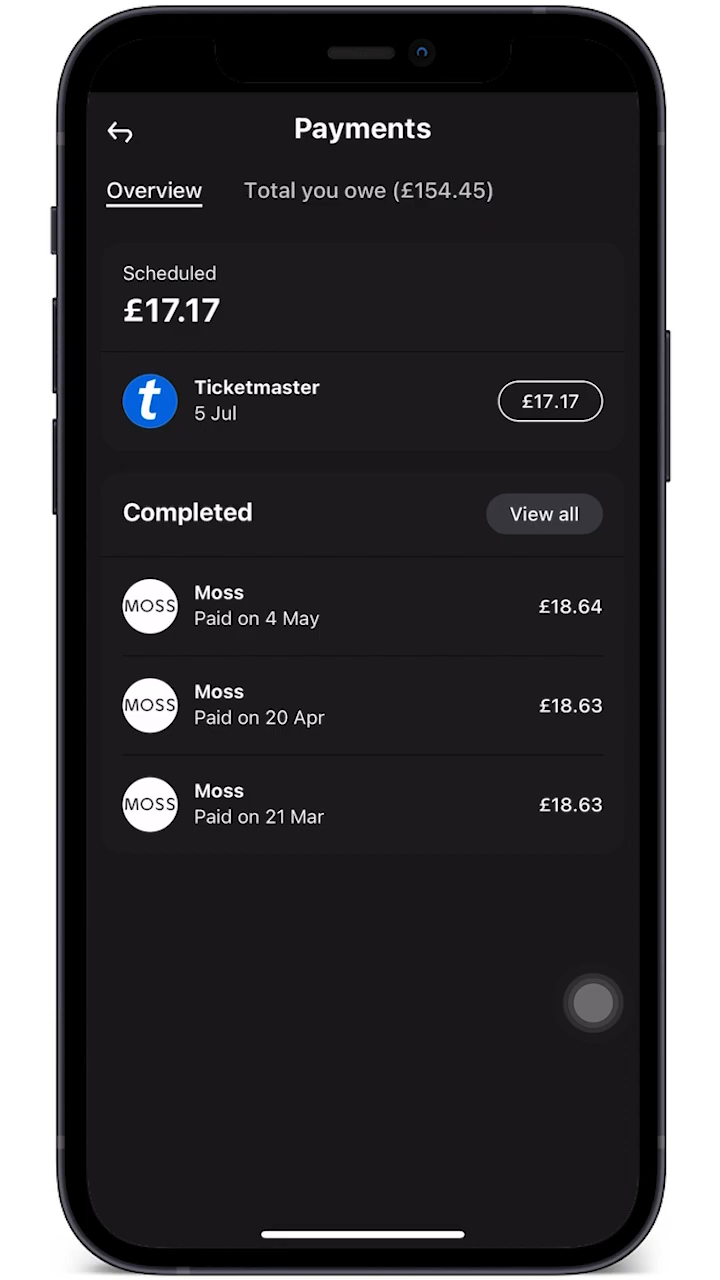 Payments
Overview Total you owe (£154.45)
Scheduled
£17.17
t
Ticketmaster
5 Jul
£17.17
Completed
View all
MOSS
Moss
Paid on 4 May
£18.64
MOSS
Moss
Paid on 20 Apr
£18.63
MOSS
Moss
Paid on 21 Mar
£18.63